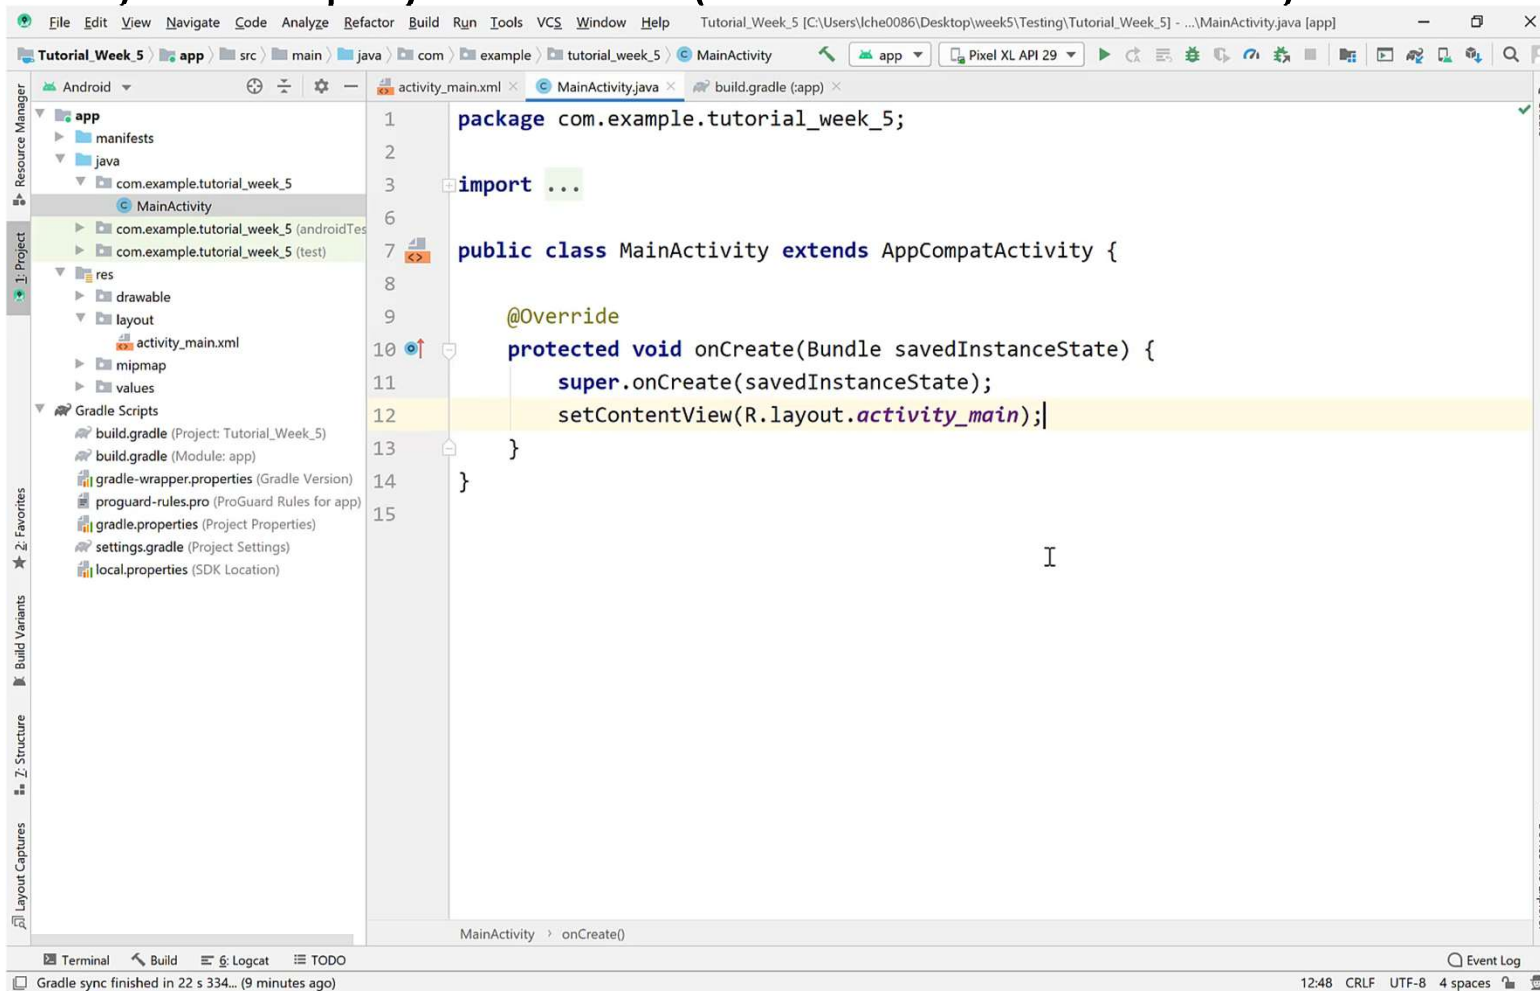 File Edit View Navigate Code Analyze Refactor Build Run Tools VCS Window Help Tutorial_Week_5 [C:\Users\lche0086\Desktop\week5\Testing\Tutorial_Week_5] - ...\MainActivity.java [app]
Tutorial_Week_5 app src main java com example tutorial_week_5 MainActivity app Pixel XL API 29
Android activity_main.xml MainActivity.java build.gradle (:app)
Resource Manager
1: Project
2: Favorites
Build Variants
7: Structure
Layout Captures
app
manifests
java
com.example.tutorial_week_5
MainActivity
com.example.tutorial_week_5 (androidTes
com.example.tutorial_week_5 (test)
res
drawable
layout
activity_main.xml
mipmap
values
Gradle Scripts
build.gradle (Project: Tutorial_Week_5)
build.gradle (Module: app)
gradle-wrapper.properties (Gradle Version)
proguard-rules.pro (ProGuard Rules for app)
gradle.properties (Project Properties)
settings.gradle (Project Settings)
local.properties (SDK Location)
1 package com.example.tutorial_week_5;
2
3 import ...
6
7 public class MainActivity extends AppCompatActivity {
8
9 @Override
10 protected void onCreate(Bundle savedInstanceState) {
11 super.onCreate(savedInstanceState);
12 setContentView(R.layout.activity_main);
13 }
14 }
15
MainActivity › onCreate()
Terminal Build 6: Logcat TODO Event Log
Gradle sync finished in 22 s 334... (9 minutes ago) 12:48 CRLF UTF-8 4 spaces